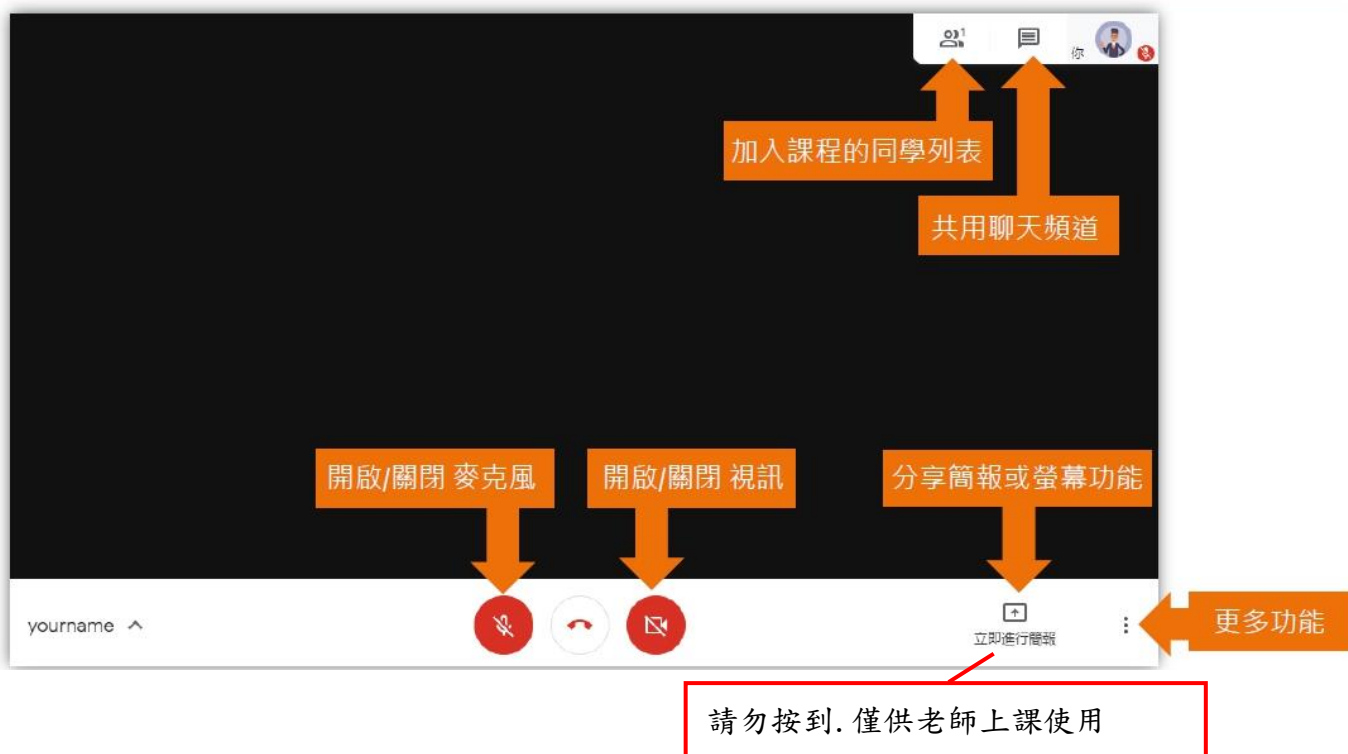 1
你
加入課程的同學列表
共用聊天頻道
開啟/關閉 麥克風
開啟/關閉 視訊
分享簡報或螢幕功能
yourname
立即進行簡報
更多功能
請勿按到.僅供老師上課使用